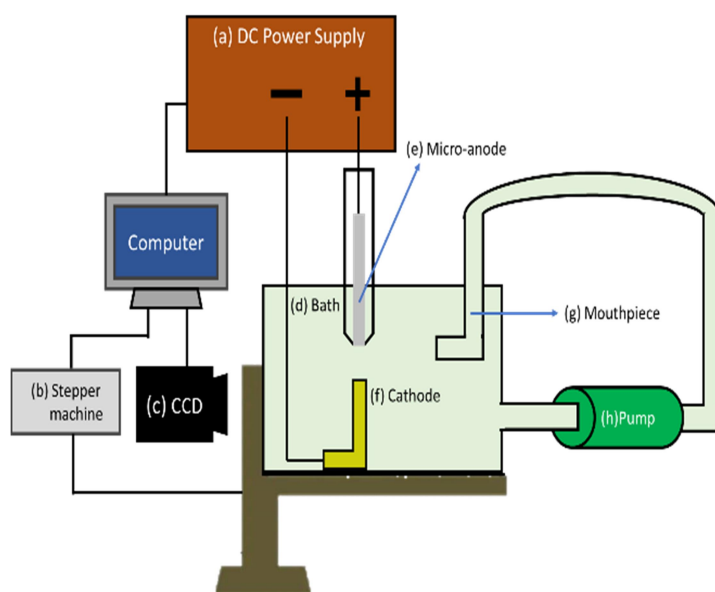 (a) DC Power Supply
− +
(e) Micro-anode
Computer
(d) Bath
(g) Mouthpiece
(b) Stepper
machine
(c) CCD
(f) Cathode
(h)Pump